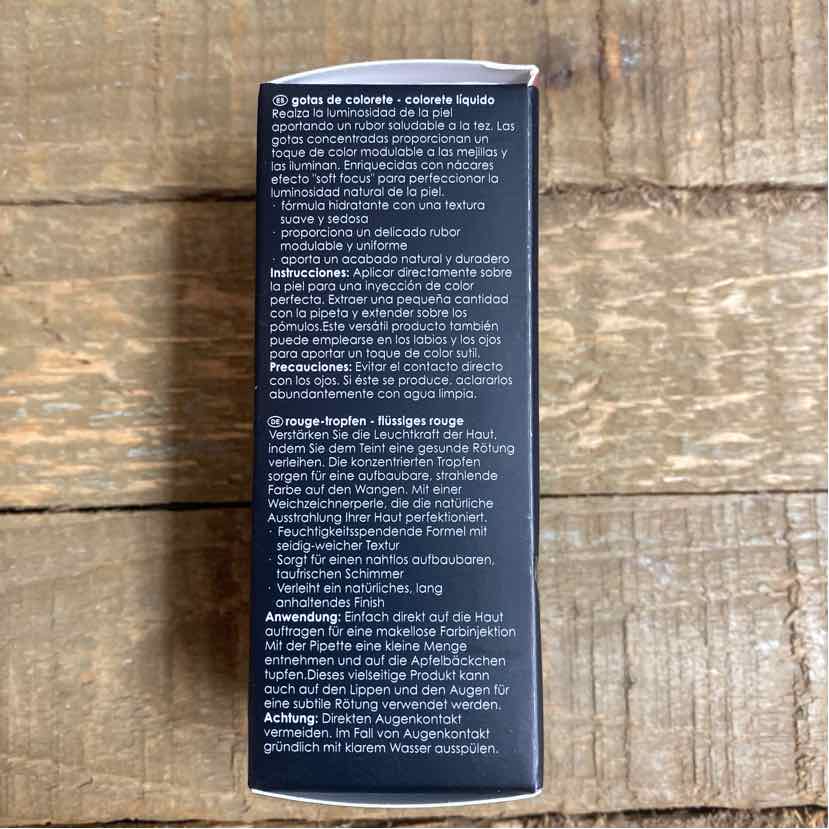 ES gotas de colorete - colorete líquido
Realza la luminosidad de la piel
aportando un rubor saludable a la tez. Las
gotas concentradas proporcionan un
toque de color modulable a las mejillas y
las iluminan. Enriquecidas con nácares
efecto "soft focus" para perfeccionar la
luminosidad natural de la piel.
· fórmula hidratante con una textura
suave y sedosa
· proporciona un delicado rubor
modulable y uniforme
· aporta un acabado natural y duradero
Instrucciones: Aplicar directamente sobre
la piel para una inyección de color
perfecta. Extraer una pequeña cantidad
con la pipeta y extender sobre los
pómulos.Este versátil producto también
puede emplearse en los labios y los ojos
para aportar un toque de color sutil.
Precauciones: Evitar el contacto directo
con los ojos. Si éste se produce, aclararlos
abundantemente con agua limpia.
DE rouge-tropfen - flüssiges rouge
Verstärken Sie die Leuchtkraft der Haut,
indem Sie dem Teint eine gesunde Rötung
verleihen. Die konzentrierten Tropfen
sorgen für eine aufbaubare, strahlende
Farbe auf den Wangen. Mit einer
Weichzeichnerperle, die die natürliche
Ausstrahlung Ihrer Haut perfektioniert.
· Feuchtigkeitsspendende Formel mit
seidig-weicher Textur
· Sorgt für einen nahtlos aufbaubaren,
taufrischen Schimmer
· Verleiht ein natürliches, lang
anhaltendes Finish
Anwendung: Einfach direkt auf die Haut
auftragen für eine makellose Farbinjektion
Mit der Pipette eine kleine Menge
entnehmen und auf die Apfelbäckchen
tupfen.Dieses vielseitige Produkt kann
auch auf den Lippen und den Augen für
eine subtile Rötung verwendet werden.
Achtung: Direkten Augenkontakt
vermeiden. Im Fall von Augenkontakt
gründlich mit klarem Wasser ausspülen.